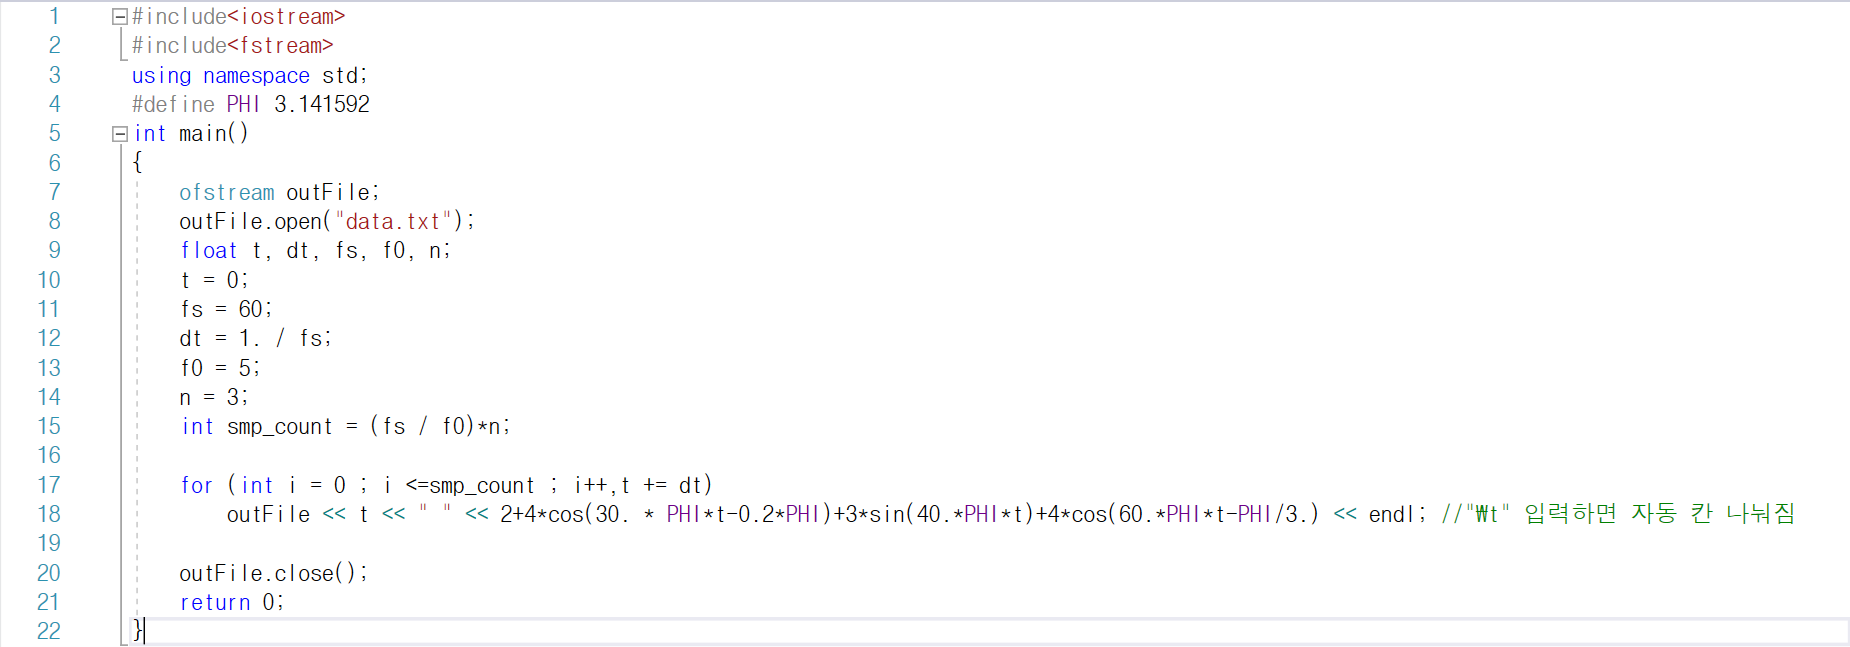 1 #include<iostream>
2 #include<fstream>
3 using namespace std;
4 #define PHI 3.141592
5 int main()
6 {
7 ofstream outFile;
8 outFile.open("data.txt");
9 float t, dt, fs, f0, n;
10 t = 0;
11 fs = 60;
12 dt = 1. / fs;
13 f0 = 5;
14 n = 3;
15 int smp_count = (fs / f0)*n;
16
17 for (int i = 0 ; i <=smp_count ; i++,t += dt)
18 outFile << t << " " << 2+4*cos(30. * PHI*t-0.2*PHI)+3*sin(40.*PHI*t)+4*cos(60.*PHI*t-PHI/3.) << endl; //"₩t" 입력하면 자동 칸 나눠짐
19
20 outFile.close();
21 return 0;
22 }